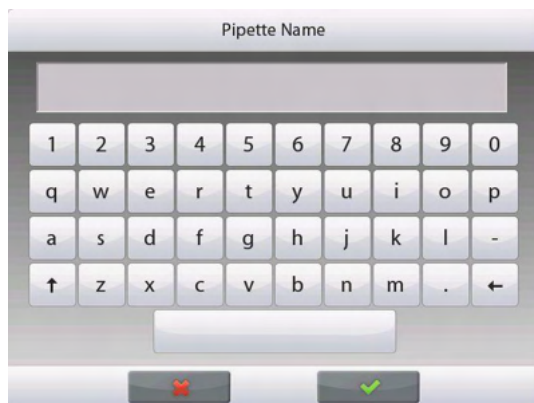 Pipette Name
1 2 3 4 5 6 7 8 9 0
q w e r t y u i o p
a s d f g h j k l -
↑ z x c v b n m . ←